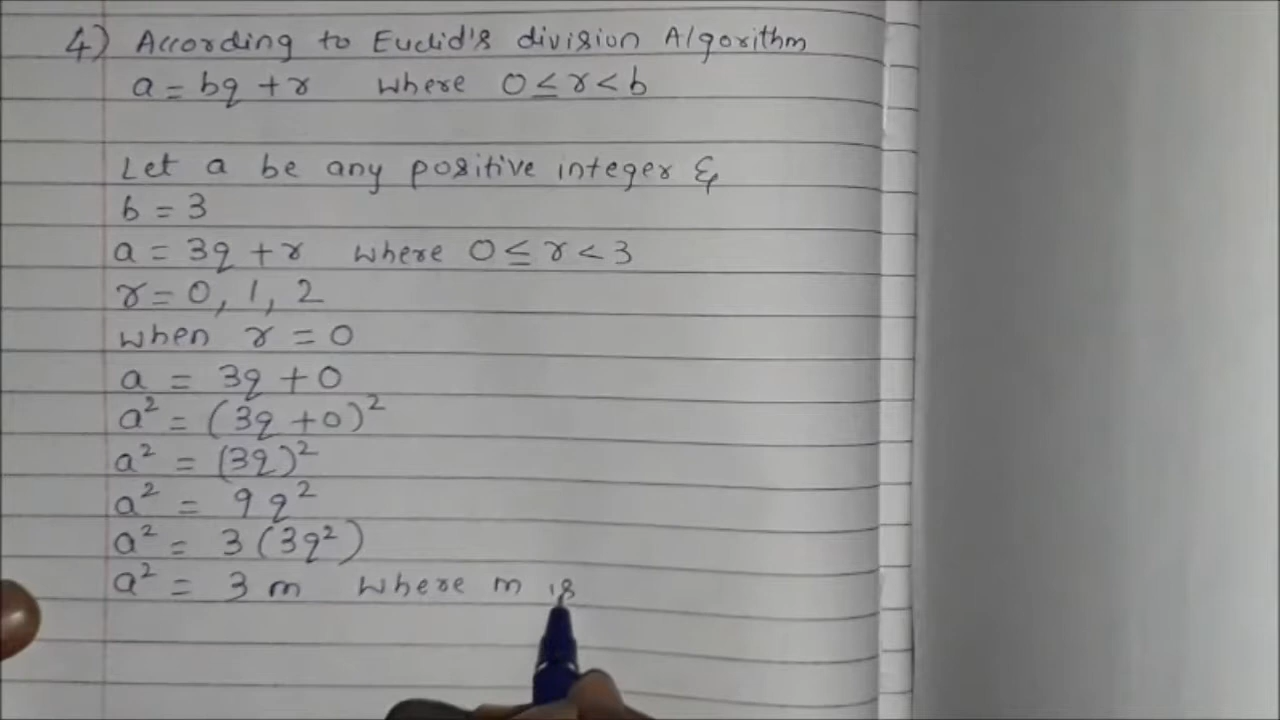 4) According to Euclid's division Algorithm
a = bq + r where 0 ≤ r < b
Let a be any positive integer &
b = 3
a = 3q + r where 0 ≤ r < 3
r = 0, 1, 2
when r = 0
a = 3q + 0
a² = (3q + 0)²
a² = (3q)²
a² = 9q²
a² = 3(3q²)
a² = 3m where m is